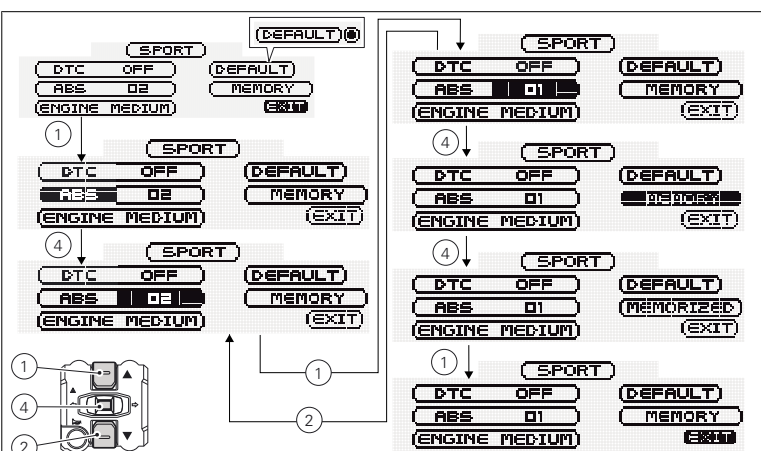 (DEFAULT)
SPORT
DTC OFF DEFAULT
ABS 02 MEMORY
ENGINE MEDIUM EXIT
1
SPORT
DTC OFF DEFAULT
ABS 02 MEMORY
ENGINE MEDIUM EXIT
4
SPORT
DTC OFF DEFAULT
ABS 02 MEMORY
ENGINE MEDIUM EXIT
1
2
1
4
2
SPORT
DTC OFF DEFAULT
ABS 01 MEMORY
ENGINE MEDIUM EXIT
4
SPORT
DTC OFF DEFAULT
ABS 01 MEMORY
ENGINE MEDIUM EXIT
4
SPORT
DTC OFF DEFAULT
ABS 01 MEMORIZED
ENGINE MEDIUM EXIT
1
SPORT
DTC OFF DEFAULT
ABS 01 MEMORY
ENGINE MEDIUM EXIT